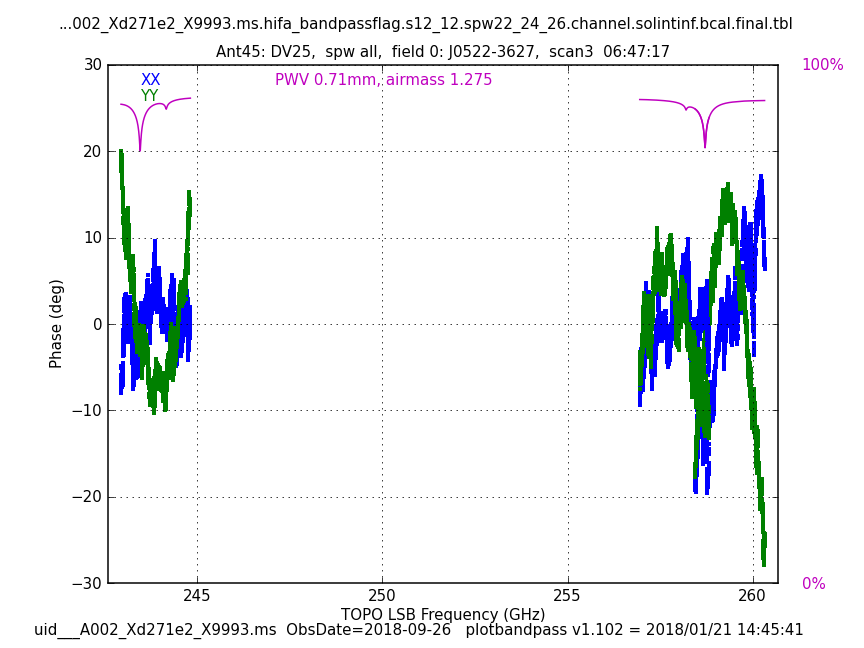 ...002_Xd271e2_X9993.ms.hifa_bandpassflag.s12_12.spw22_24_26.channel.solintinf.bcal.final.tbl
Ant45: DV25,  spw all,  field 0: J0522-3627,  scan3  06:47:17
30
100%
XX
PWV 0.71mm, airmass 1.275
YY
20
10
0
Phase (deg)
−10
−20
−30
0%
245
250
255
260
TOPO LSB Frequency (GHz)
uid___A002_Xd271e2_X9993.ms  ObsDate=2018-09-26   plotbandpass v1.102 = 2018/01/21 14:45:41